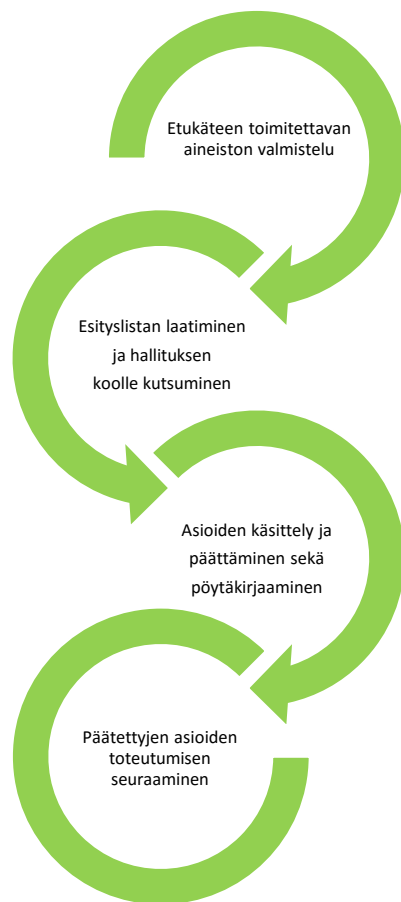 Etukäteen toimitettavan
aineiston valmistelu
Esityslistan laatiminen
ja hallituksen
koolle kutsuminen
Asioiden käsittely ja
päättäminen sekä
pöytäkirjaaminen
Päätettyjen asioiden
toteutumisen
seuraaminen